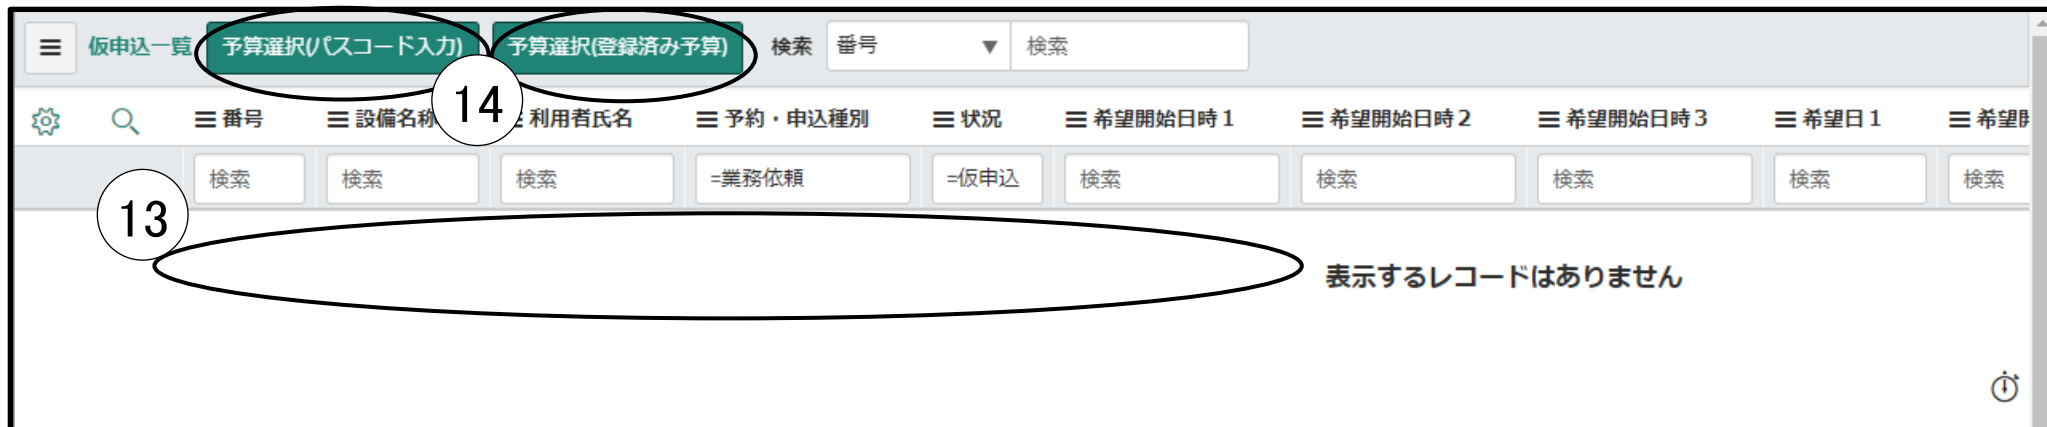 仮申込一覧 予算選択(パスコード入力) 予算選択(登録済み予算) 検索 番号 検索
14
番号 設備名称 利用者氏名 予約・申込種別 状況 希望開始日時1 希望開始日時2 希望開始日時3 希望日1 希望
検索 検索 検索 =業務依頼 =仮申込 検索 検索 検索 検索 検索
13
表示するレコードはありません